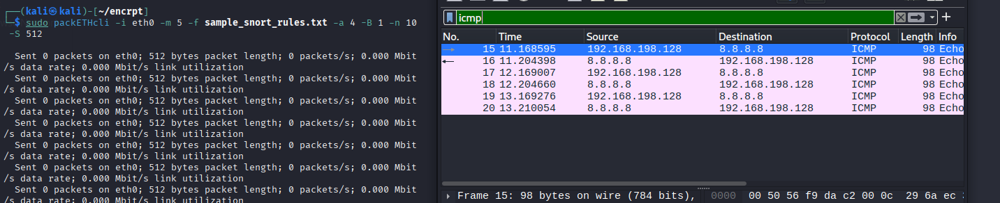 (kali㉿kali)-[~/encrpt]
$ sudo packETHcli -i eth0 -m 5 -f sample_snort_rules.txt -a 4 -B 1 -n 10
-S 512
Sent 0 packets on eth0; 512 bytes packet length; 0 packets/s; 0.000 Mbit
/s data rate; 0.000 Mbit/s link utilization
Sent 0 packets on eth0; 512 bytes packet length; 0 packets/s; 0.000 Mbit
/s data rate; 0.000 Mbit/s link utilization
Sent 0 packets on eth0; 512 bytes packet length; 0 packets/s; 0.000 Mbit
/s data rate; 0.000 Mbit/s link utilization
Sent 0 packets on eth0; 512 bytes packet length; 0 packets/s; 0.000 Mbit
/s data rate; 0.000 Mbit/s link utilization
Sent 0 packets on eth0; 512 bytes packet length; 0 packets/s; 0.000 Mbit
/s data rate; 0.000 Mbit/s link utilization
Sent 0 packets on eth0; 512 bytes packet length; 0 packets/s; 0.000 Mbit
/s data rate; 0.000 Mbit/s link utilization
Sent 0 packets on eth0; 512 bytes packet length; 0 packets/s; 0.000 Mbit
/s data rate; 0.000 Mbit/s link utilization
icmp
No. Time Source Destination Protocol Length Info
15 11.168595 192.168.198.128 8.8.8.8 ICMP 98 Echo
16 11.204398 8.8.8.8 192.168.198.128 ICMP 98 Echo
17 12.169007 192.168.198.128 8.8.8.8 ICMP 98 Echo
18 12.204660 8.8.8.8 192.168.198.128 ICMP 98 Echo
19 13.169276 192.168.198.128 8.8.8.8 ICMP 98 Echo
20 13.210054 8.8.8.8 192.168.198.128 ICMP 98 Echo
Frame 15: 98 bytes on wire (784 bits), 0000 00 50 56 f9 da c2 00 0c 29 6a ec